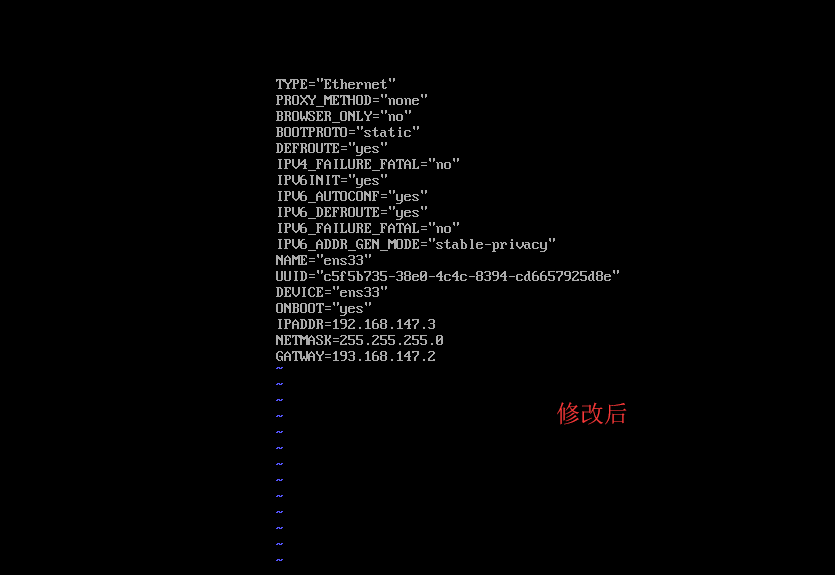 TYPE="Ethernet"
PROXY_METHOD="none"
BROWSER_ONLY="no"
BOOTPROTO="static"
DEFROUTE="yes"
IPV4_FAILURE_FATAL="no"
IPV6INIT="yes"
IPV6_AUTOCONF="yes"
IPV6_DEFROUTE="yes"
IPV6_FAILURE_FATAL="no"
IPV6_ADDR_GEN_MODE="stable-privacy"
NAME="ens33"
UUID="c5f5b735-38e0-4c4c-8394-cd6657925d8e"
DEVICE="ens33"
ONBOOT="yes"
IPADDR=192.168.147.3
NETMASK=255.255.255.0
GATWAY=193.168.147.2
~
~
~
~ 修改后
~
~
~
~
~
~
~
~
~